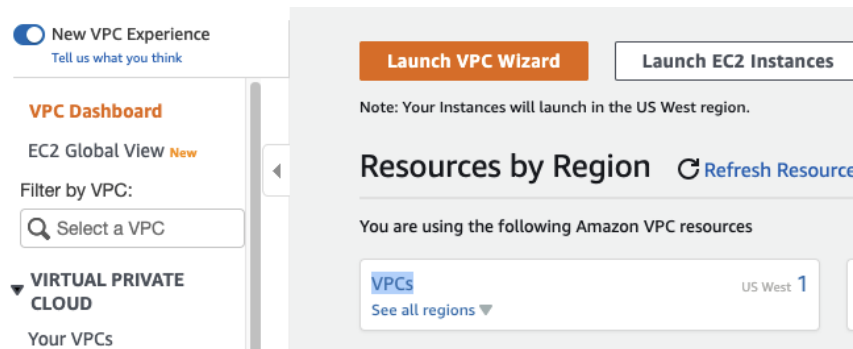 New VPC Experience
Tell us what you think
VPC Dashboard
EC2 Global View New
Filter by VPC:
Select a VPC
VIRTUAL PRIVATE
CLOUD
Your VPCs
Launch VPC Wizard
Launch EC2 Instances
Note: Your Instances will launch in the US West region.
Resources by Region
Refresh Resource
You are using the following Amazon VPC resources
VPCs
US West 1
See all regions